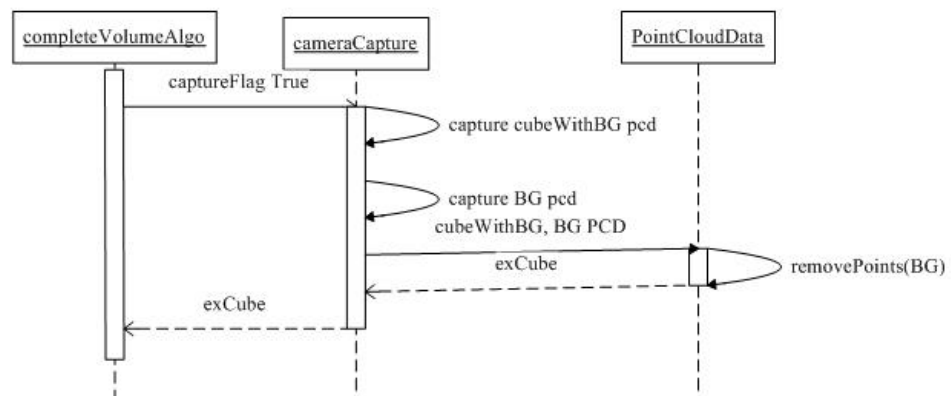 completeVolumeAlgo
cameraCapture
PointCloudData
captureFlag True
capture cubeWithBG pcd
capture BG pcd
cubeWithBG, BG PCD
exCube
removePoints(BG)
exCube